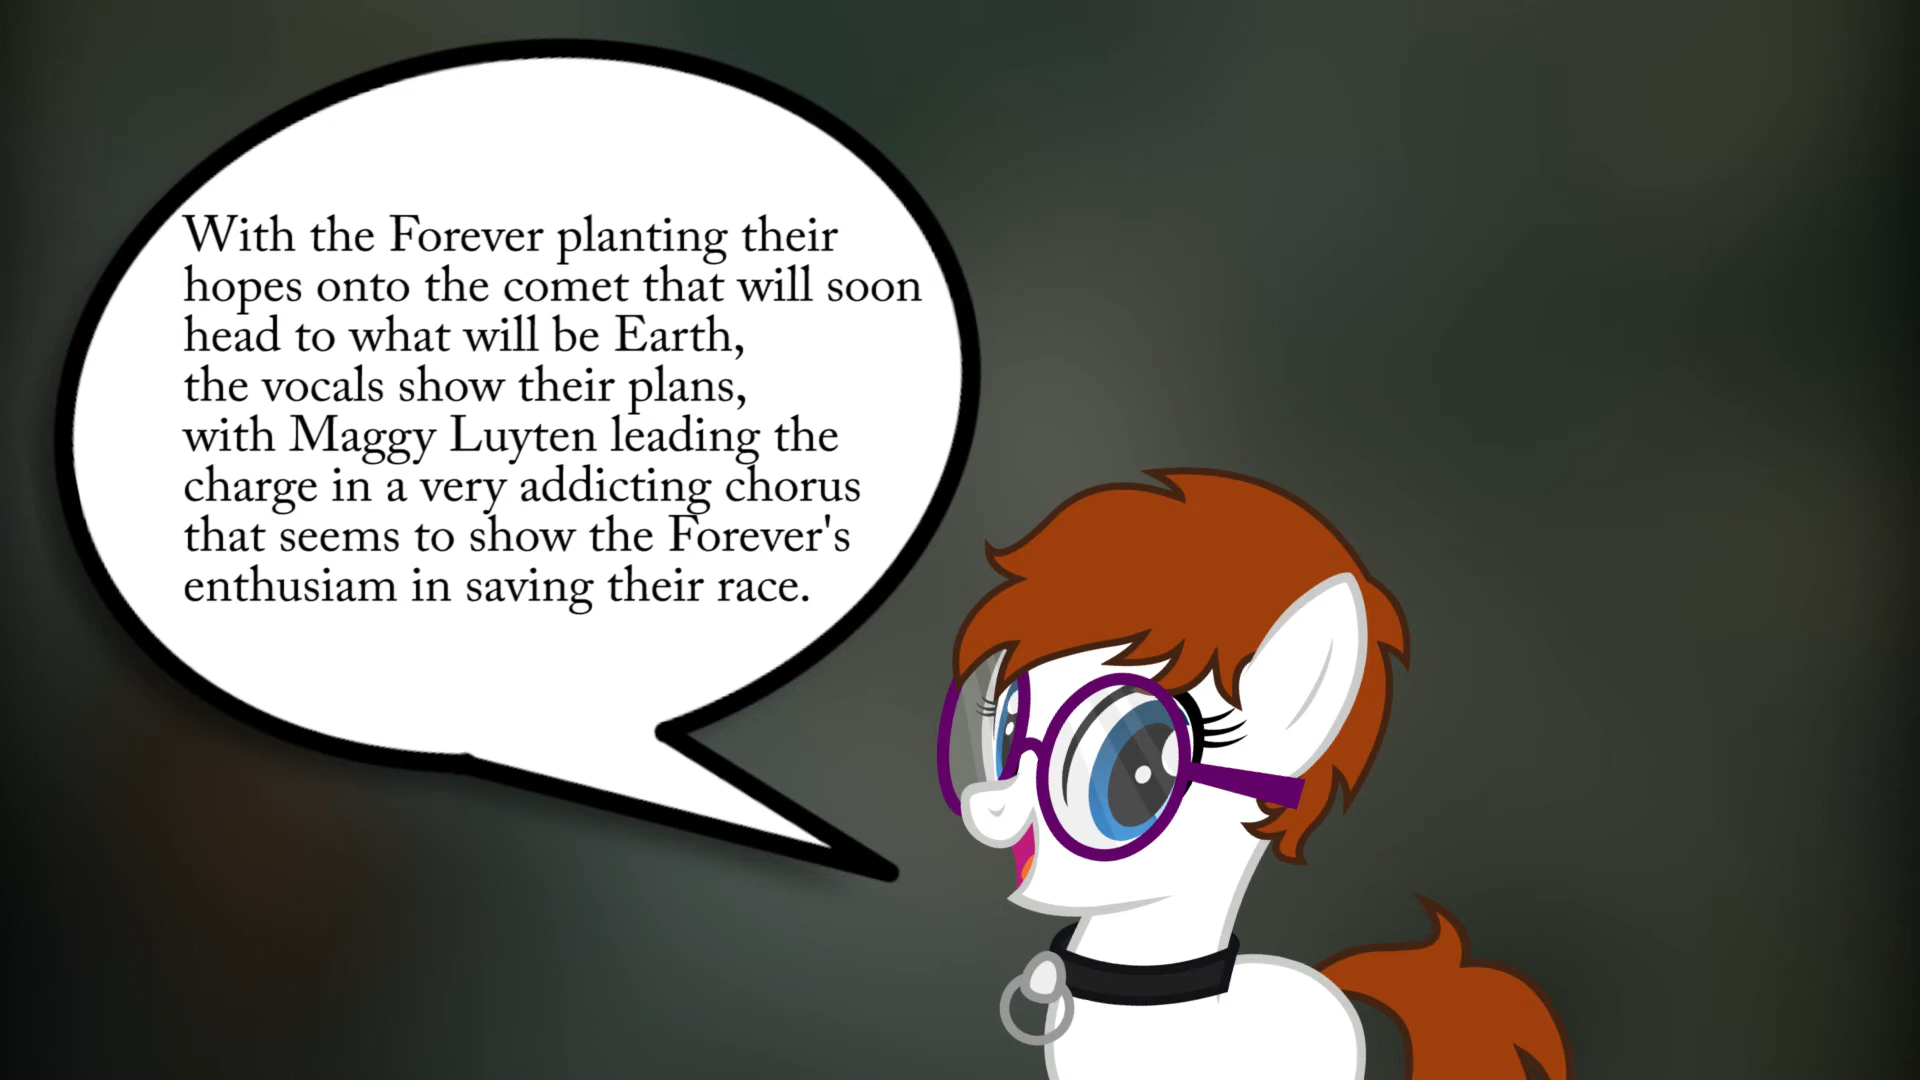 With the Forever planting their
hopes onto the comet that will soon
head to what will be Earth,
the vocals show their plans,
with Maggy Luyten leading the
charge in a very addicting chorus
that seems to show the Forever's
enthusiam in saving their race.